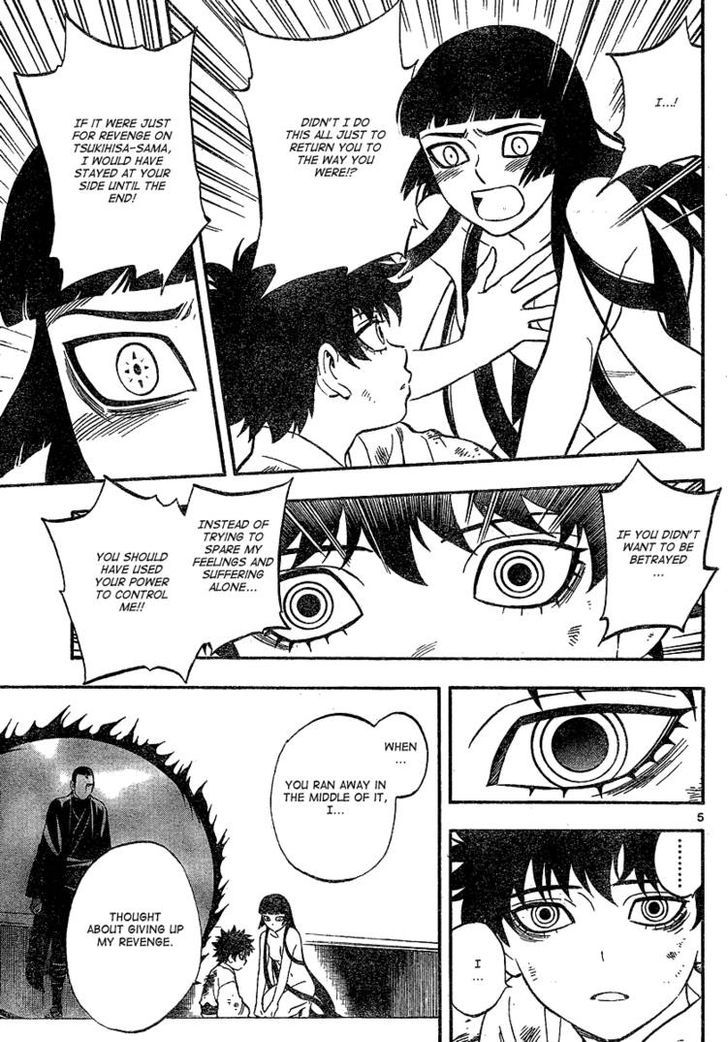 I...!
DIDN'T I DO
THIS ALL JUST TO
RETURN YOU TO
THE WAY YOU
WERE!?
IF IT WERE JUST
FOR REVENGE ON
TSUKIHISA-SAMA,
I WOULD HAVE
STAYED AT YOUR
SIDE UNTIL THE
END!
IF YOU DIDN'T
WANT TO BE
BETRAYED
...
INSTEAD OF
TRYING TO
SPARE MY
FEELINGS AND
SUFFERING
ALONE...
YOU SHOULD
HAVE USED
YOUR POWER
TO CONTROL
ME!!
5
........
I
...
WHEN
...
YOU RAN AWAY IN
THE MIDDLE OF IT,
I...
THOUGHT
ABOUT GIVING UP
MY REVENGE.